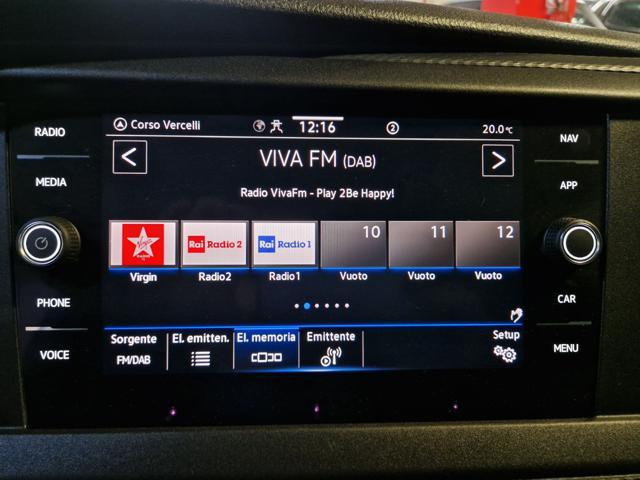 RADIO
MEDIA
PHONE
VOICE
Corso Vercelli 12:16 2 20.0°C
VIVA FM (DAB)
Radio VivaFm - Play 2Be Happy!
Rai Radio 2 Rai Radio 1 10 11 12
Virgin Radio2 Radio1 Vuoto Vuoto Vuoto
Sorgente El. emitten. El. memoria Emittente Setup
FM/DAB
NAV
APP
CAR
MENU